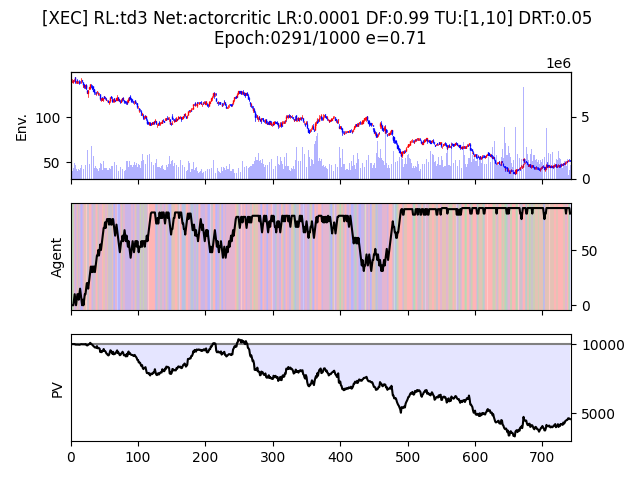 [XEC] RL:td3 Net:actorcritic LR:0.0001 DF:0.99 TU:[1,10] DRT:0.05
Epoch:0291/1000 e=0.71
1e6
Env.
100
50
5
0
Agent
50
0
PV
10000
5000
0 100 200 300 400 500 600 700